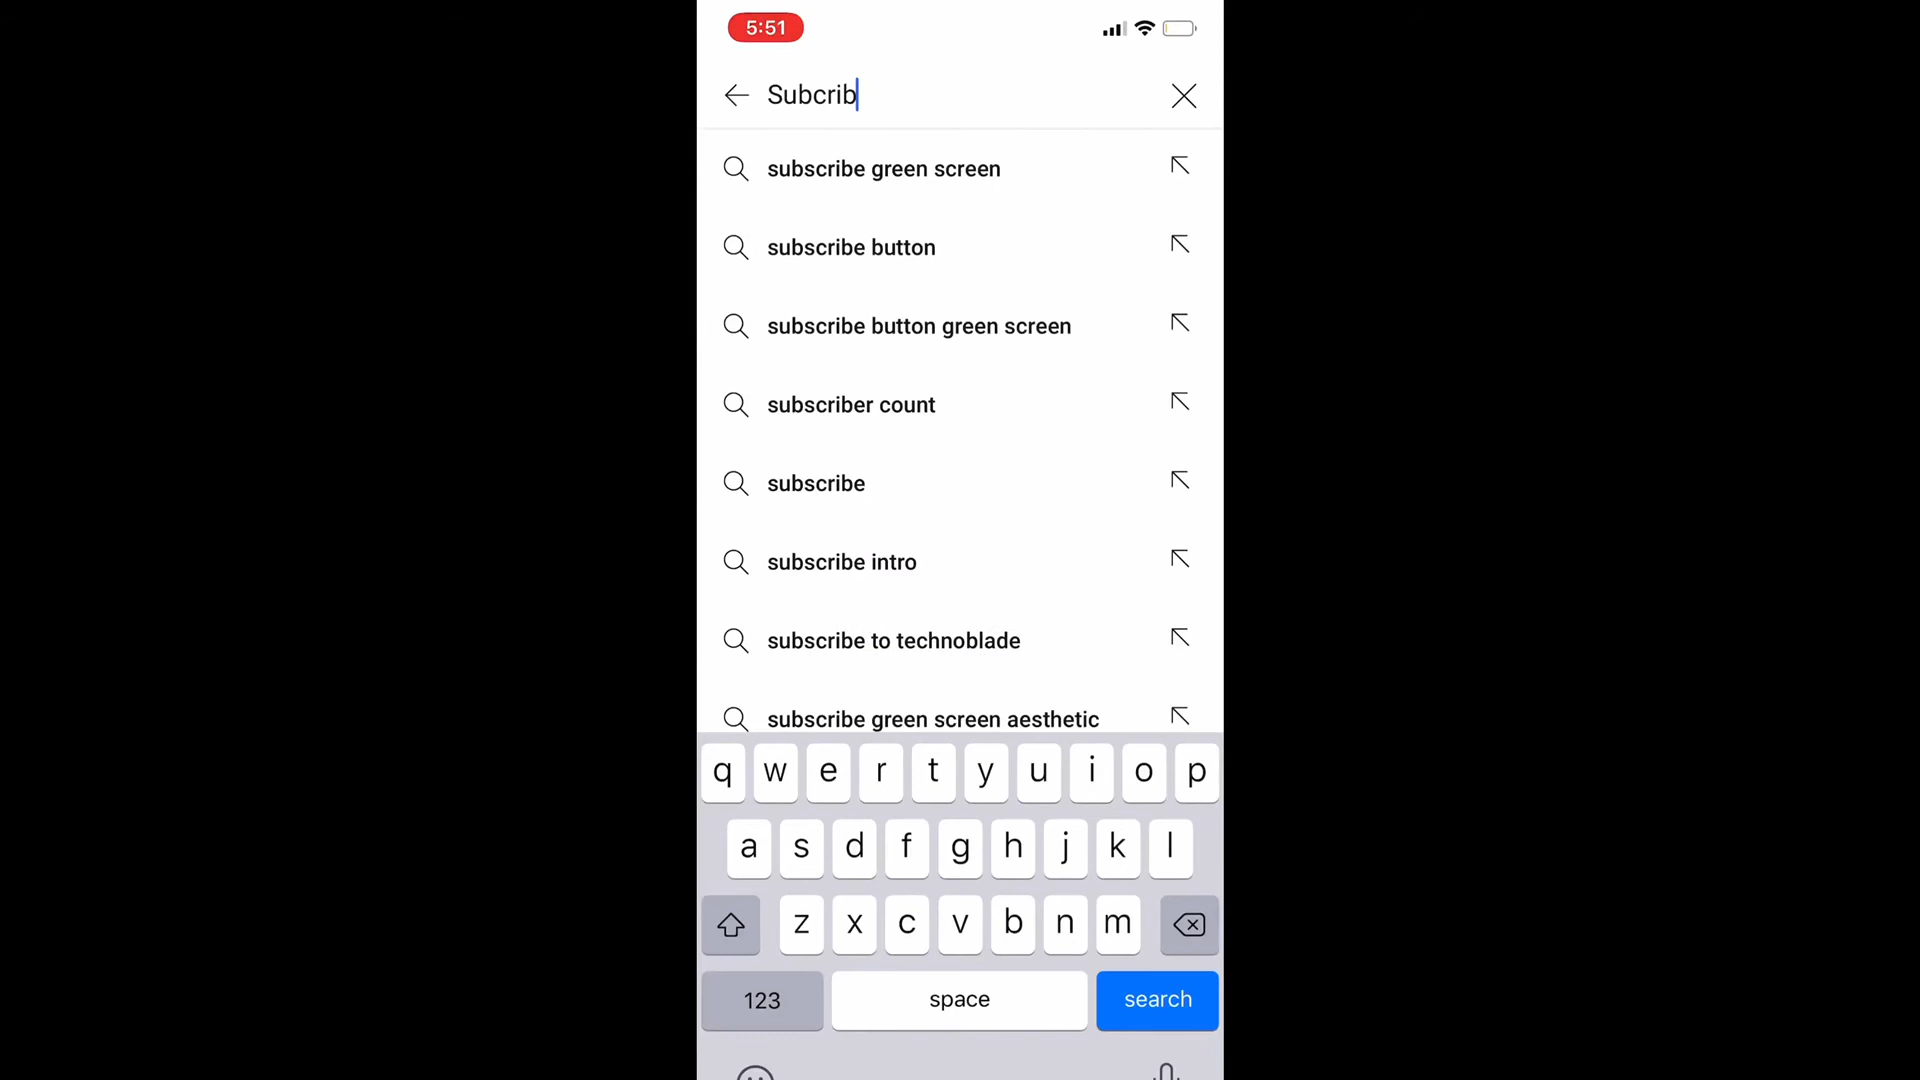 5:51
Subcrib
subscribe green screen
subscribe button
subscribe button green screen
subscriber count
subscribe
subscribe intro
subscribe to technoblade
subscribe green screen aesthetic
q w e r t y u i o p
a s d f g h j k l
z x c v b n m
123 space search